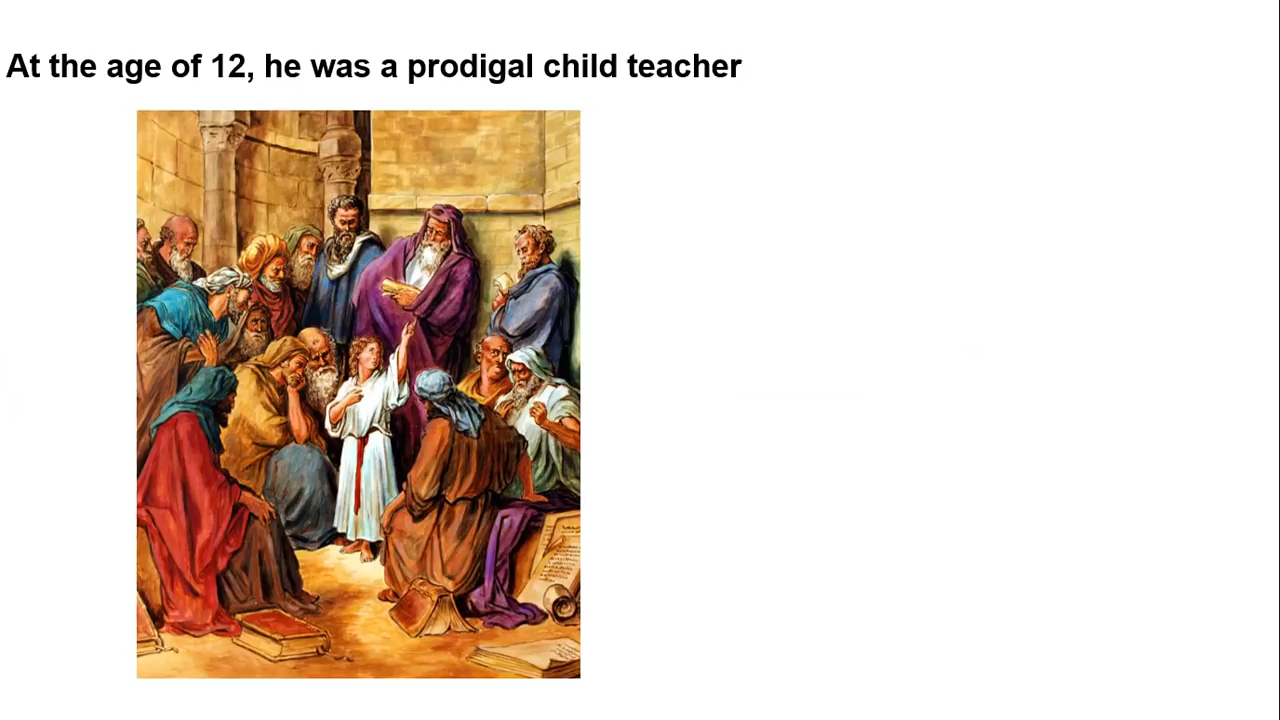 At the age of 12, he was a prodigal child teacher